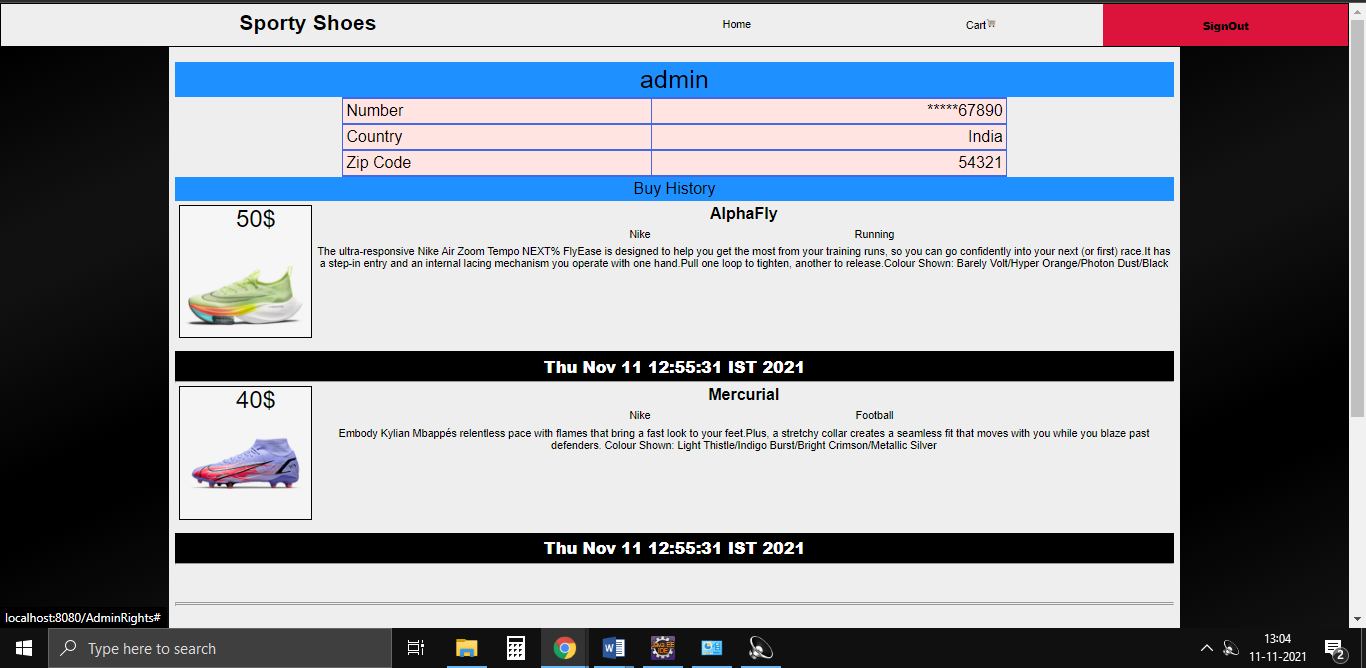 Sporty Shoes
Home
Cart
SignOut
admin
Number *****67890
Country India
Zip Code 54321
Buy History
50$
AlphaFly
Nike Running
The ultra-responsive Nike Air Zoom Tempo NEXT% FlyEase is designed to help you get the most from your training runs, so you can go confidently into your next (or first) race.It has
a step-in entry and an internal lacing mechanism you operate with one hand.Pull one loop to tighten, another to release.Colour Shown: Barely Volt/Hyper Orange/Photon Dust/Black
Thu Nov 11 12:55:31 IST 2021
40$
Mercurial
Nike Football
Embody Kylian Mbappés relentless pace with flames that bring a fast look to your feet.Plus, a stretchy collar creates a seamless fit that moves with you while you blaze past
defenders. Colour Shown: Light Thistle/Indigo Burst/Bright Crimson/Metallic Silver
Thu Nov 11 12:55:31 IST 2021
localhost:8080/AdminRights#
Type here to search
13:04
11-11-2021
2